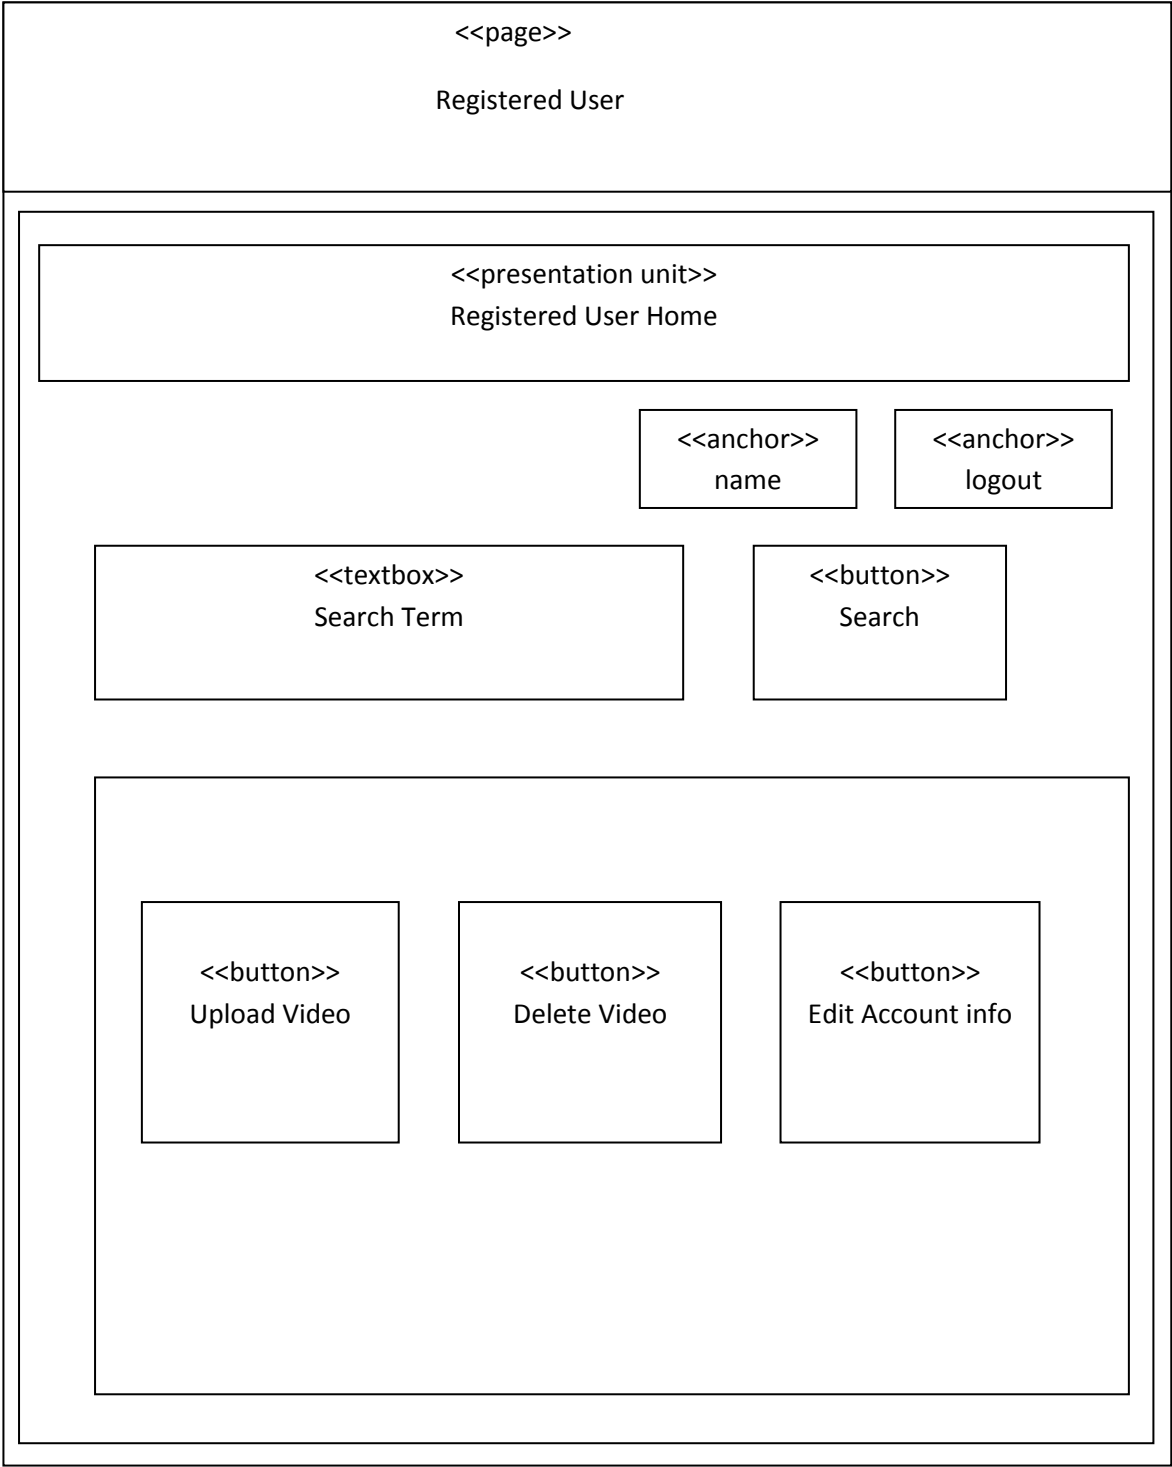 <<page>>
Registered User
<<presentation unit>>
Registered User Home
<<anchor>>
name
<<anchor>>
logout
<<textbox>>
Search Term
<<button>>
Search
<<button>>
Upload Video
<<button>>
Delete Video
<<button>>
Edit Account info